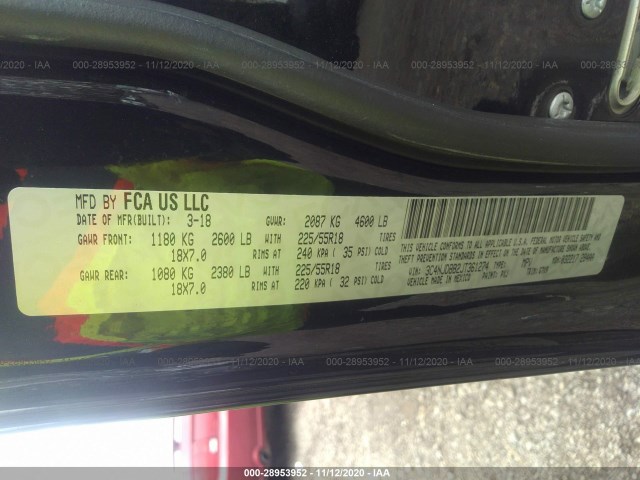 000-28953952 - 11/12/2020 - IAA
000-28953952 - 11/12/2020 - IAA
000-28953952 - 11/12/2020 - IAA
MFD BY FCA US LLC
DATE OF MFR(BUILT): 3-18 GVWR: 2087 KG 4600 LB
GAWR FRONT: 1180 KG 2600 LB WITH 225/55R18 TIRES
18X7.0 RIMS AT 240 KPA ( 35 PSI) COLD
GAWR REAR: 1080 KG 2380 LB WITH 225/55R18 TIRES
18X7.0 RIMS AT 220 KPA ( 32 PSI) COLD
THIS VEHICLE CONFORMS TO ALL APPLICABLE U.S.A. FEDERAL MOTOR VEHICLE SAFETY AND
THEFT PREVENTION STANDARDS IN EFFECT ON THE DATE OF MANUFACTURE SHOWN ABOVE.
VIN: TYPE: MPV
VEHICLE MADE IN MEXICO PAINT: PX8
000-28953952 - 11/12/2020 - IAA
000-28953952 - 11/12/2020 - IAA
000-28953952 - 11/12/2020 - IAA
000-28953952 - 11/12/2020 - IAA